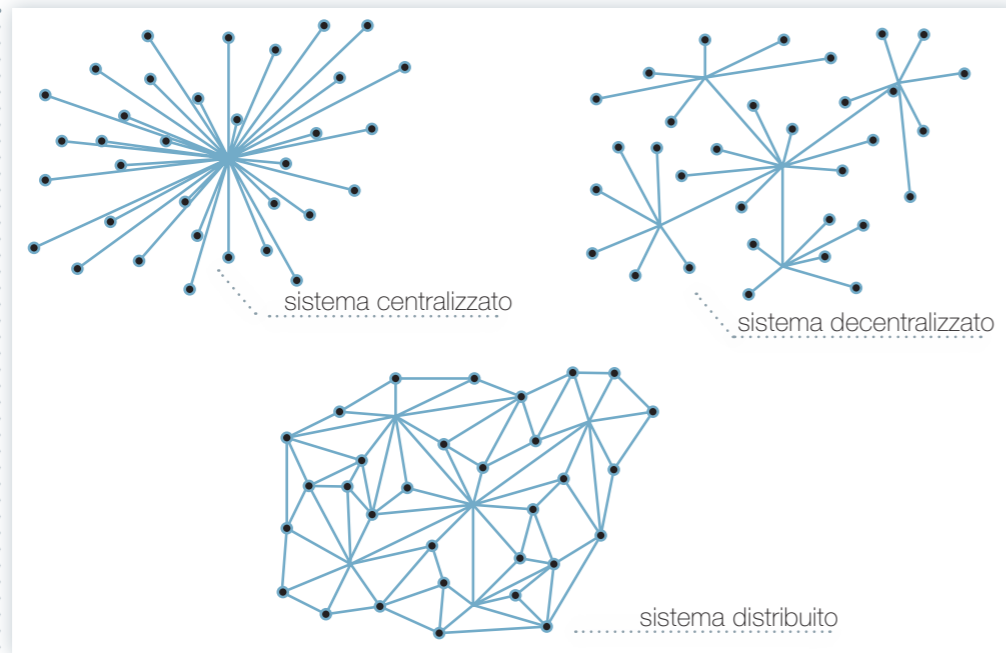 sistema centralizzato
sistema decentralizzato
sistema distribuito